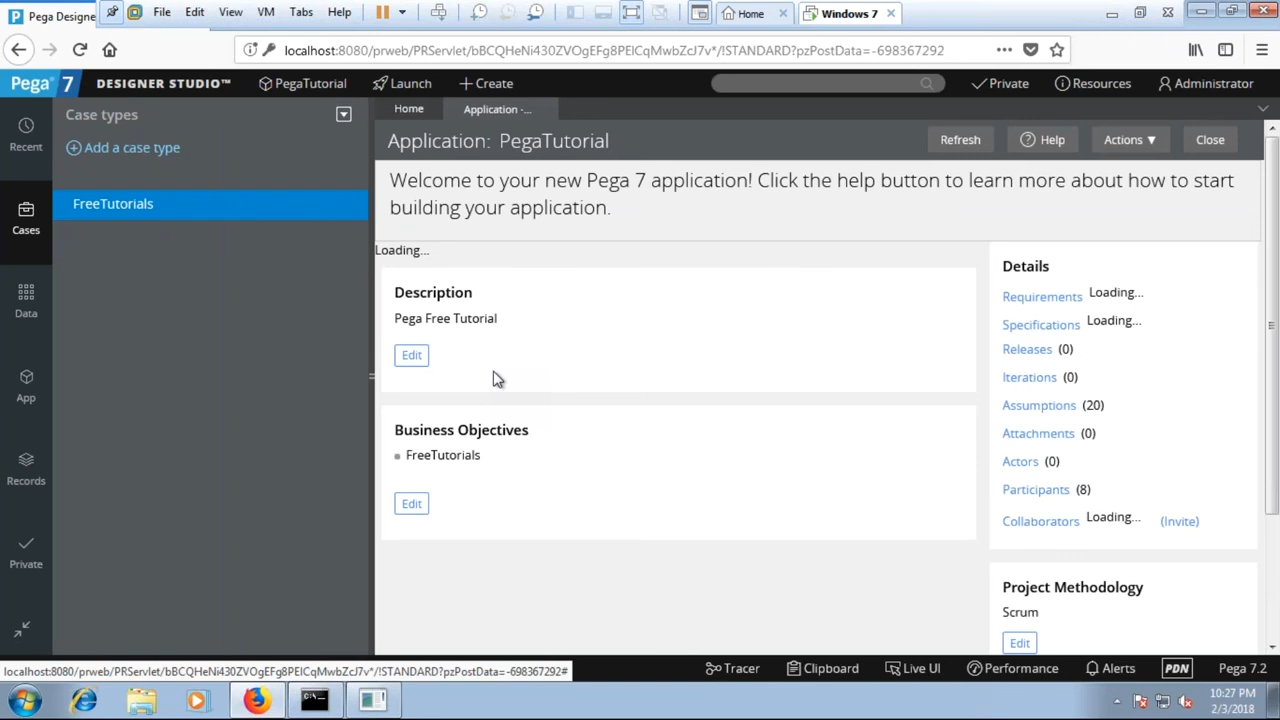 Pega Designe
File Edit View VM Tabs Help
Home
Windows 7
localhost:8080/prweb/PRServlet/bBCQHeNi430ZVOgEFg8PElCqMwbZcJ7v*/!STANDARD?pzPostData=-698367292
Pega 7 DESIGNER STUDIO™ PegaTutorial Launch Create Private Resources Administrator
Recent
Cases
Data
App
Records
Private
Case types
Add a case type
FreeTutorials
Home Application -...
Application: PegaTutorial
Refresh Help Actions ▼ Close
Welcome to your new Pega 7 application! Click the help button to learn more about how to start
building your application.
Loading...
Description
Pega Free Tutorial
Edit
Business Objectives
FreeTutorials
Edit
Details
Requirements Loading...
Specifications Loading...
Releases (0)
Iterations (0)
Assumptions (20)
Attachments (0)
Actors (0)
Participants (8)
Collaborators Loading... (Invite)
Project Methodology
Scrum
Edit
localhost:8080/prweb/PRServlet/bBCQHeNi430ZVOgEFg8PElCqMwbZcJ7v*/!STANDARD?pzPostData=-698367292#
Tracer Clipboard Live UI Performance Alerts PDN Pega 7.2
10:27 PM
2/3/2018